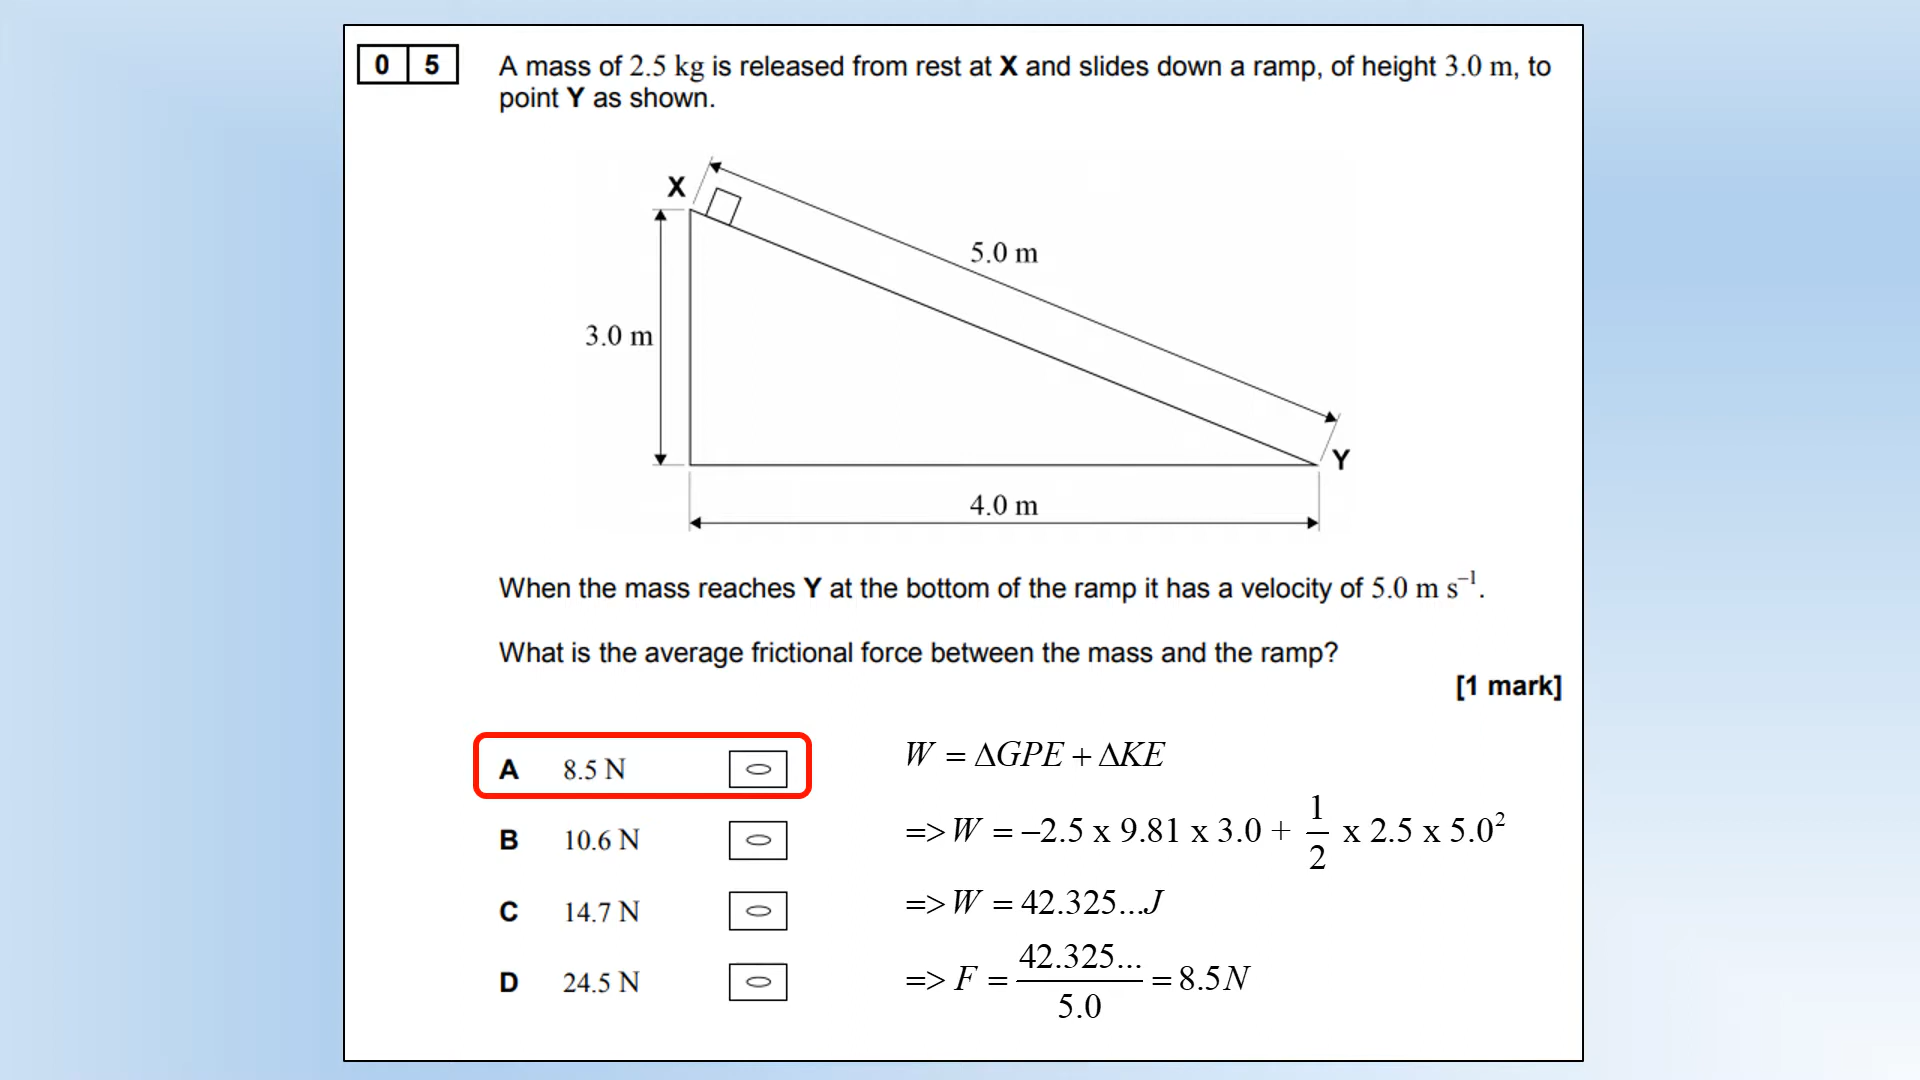 0 5
A mass of 2.5 kg is released from rest at X and slides down a ramp, of height 3.0 m, to
point Y as shown.
X
5.0 m
3.0 m
Y
4.0 m
When the mass reaches Y at the bottom of the ramp it has a velocity of 5.0 m s⁻¹.
What is the average frictional force between the mass and the ramp?
[1 mark]
A 8.5 N
B 10.6 N
C 14.7 N
D 24.5 N
W = ΔGPE + ΔKE
=> W = –2.5 x 9.81 x 3.0 + 1/2 x 2.5 x 5.0²
=> W = 42.325...J
=> F = 42.325.../5.0 = 8.5N